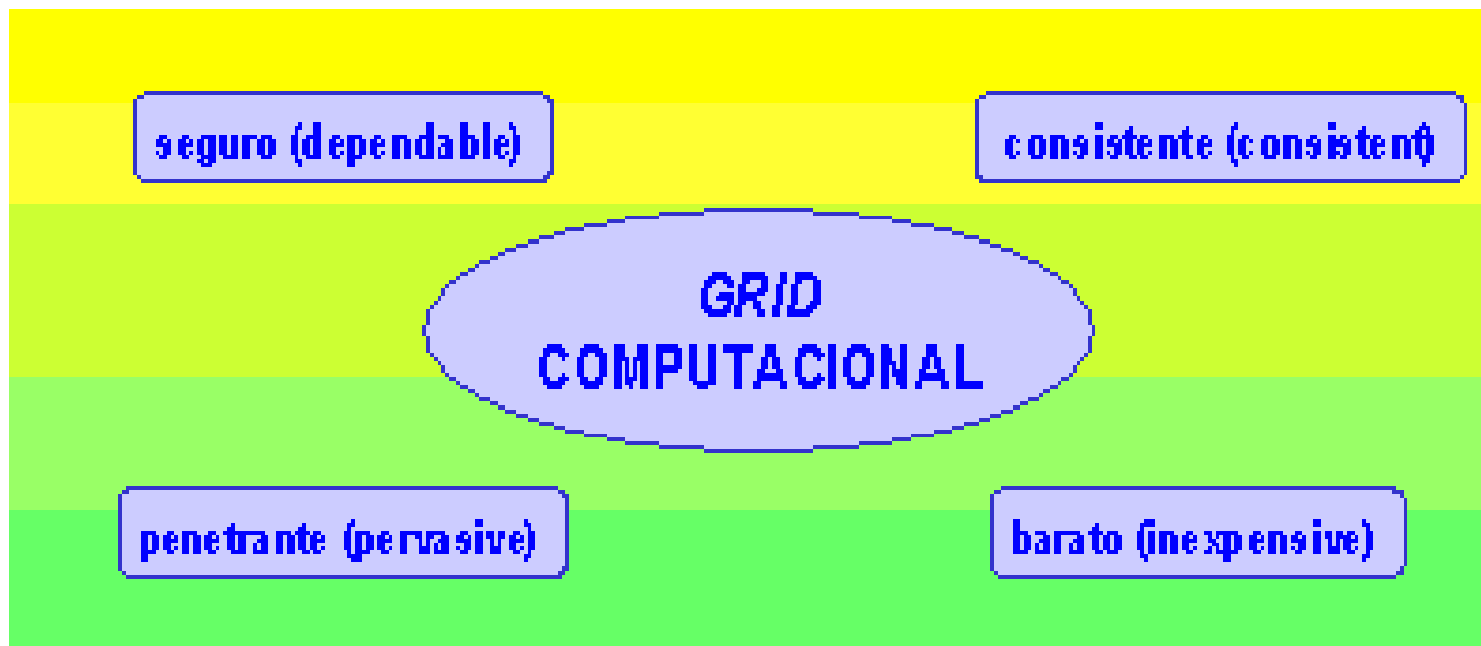 seguro (dependable)
consistente (consistent)
GRID
COMPUTACIONAL
penetrante (pervasive)
barato (inexpensive)